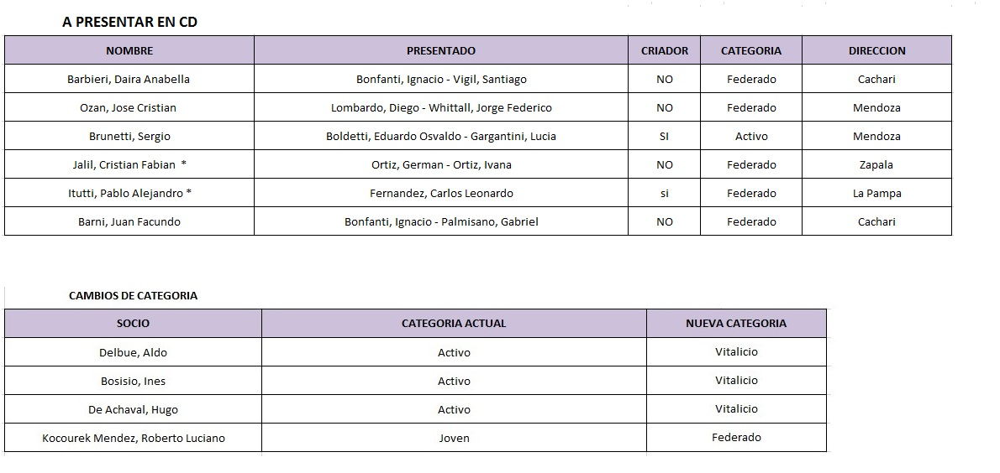 A PRESENTAR EN CD
NOMBRE PRESENTADO CRIADOR CATEGORIA DIRECCION
Barbieri, Daira Anabella Bonfanti, Ignacio - Vigil, Santiago NO Federado Cachari
Ozan, Jose Cristian Lombardo, Diego - Whittall, Jorge Federico NO Federado Mendoza
Brunetti, Sergio Boldetti, Eduardo Osvaldo - Gargantini, Lucia SI Activo Mendoza
Jalil, Cristian Fabian * Ortiz, German - Ortiz, Ivana NO Federado Zapala
Itutti, Pablo Alejandro * Fernandez, Carlos Leonardo si Federado La Pampa
Barni, Juan Facundo Bonfanti, Ignacio - Palmisano, Gabriel NO Federado Cachari
CAMBIOS DE CATEGORIA
SOCIO CATEGORIA ACTUAL NUEVA CATEGORIA
Delbue, Aldo Activo Vitalicio
Bosisio, Ines Activo Vitalicio
De Achaval, Hugo Activo Vitalicio
Kocourek Mendez, Roberto Luciano Joven Federado